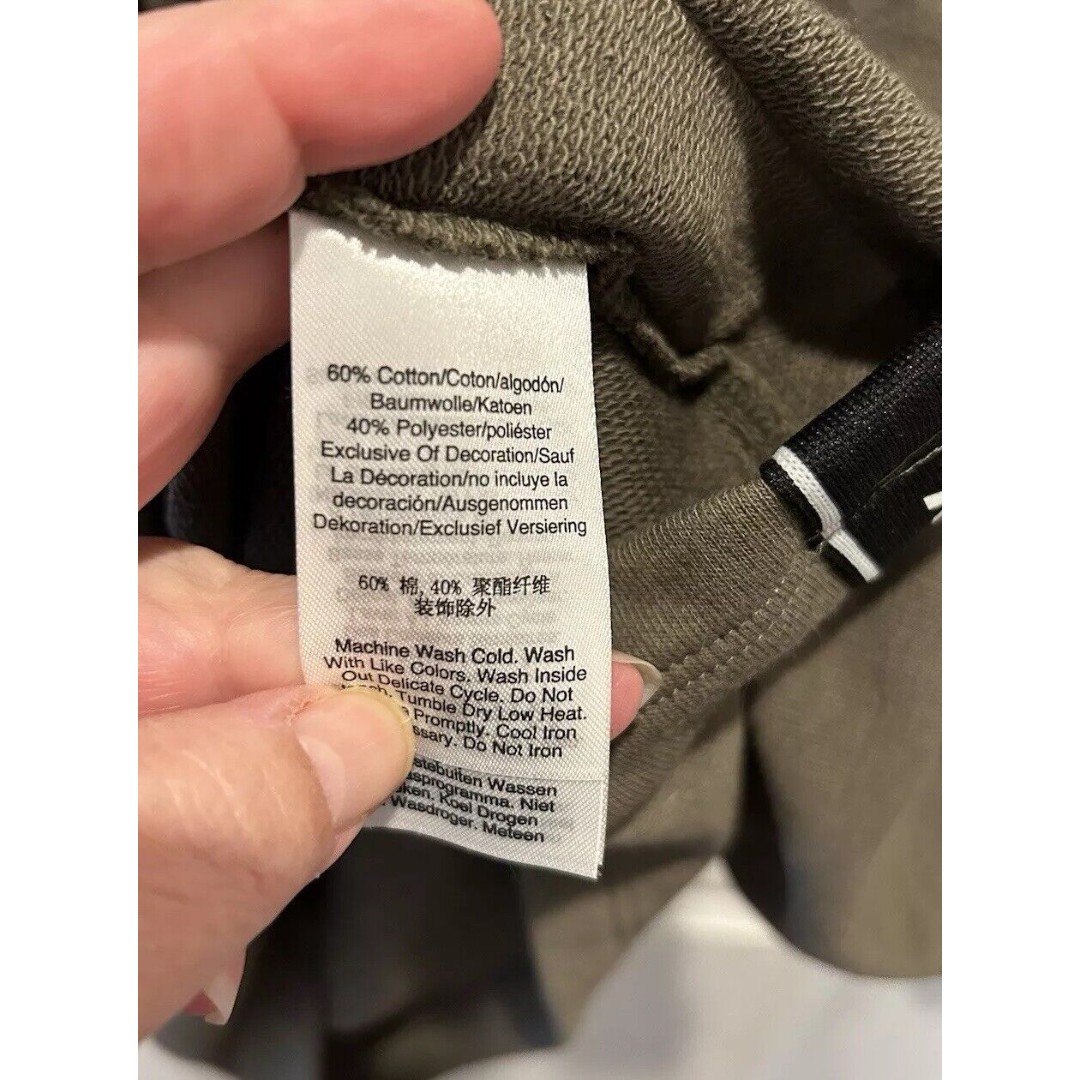 60% Cotton/Coton/algodón/
Baumwolle/Katoen
40% Polyester/poliéster
Exclusive Of Decoration/Sauf
La Décoration/no incluye la
decoración/Ausgenommen
Dekoration/Exclusief Versiering
60% 棉, 40% 聚酯纤维
装饰除外
Machine Wash Cold. Wash
With Like Colors. Wash Inside
Out Delicate Cycle. Do Not
Tumble Dry Low Heat.
Promptly. Cool Iron
Do Not Iron
Wassen
Niet
Koel Drogen
Wasdroger. Meteen